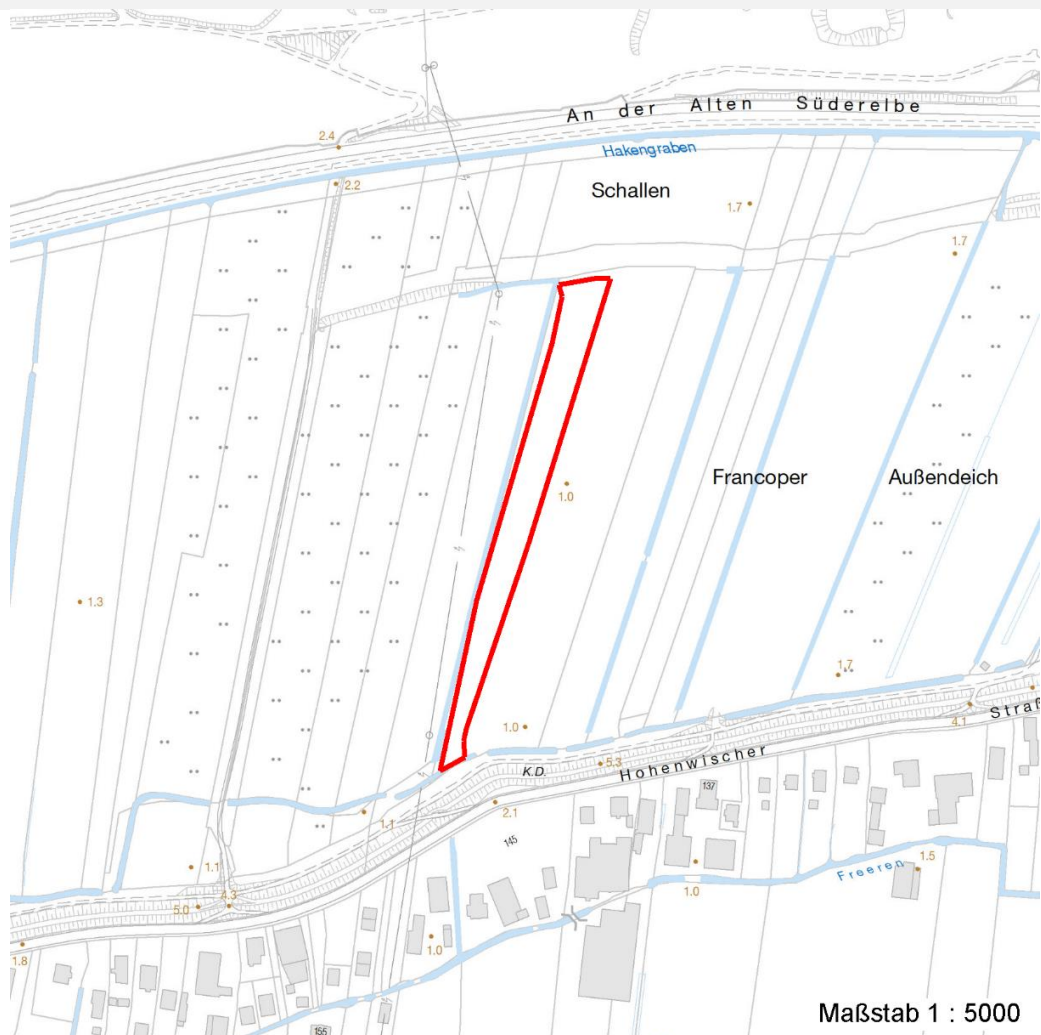 An der Alten Süderelbe
2.4
Hakengraben
2.2
Schallen
1.7
1.7
1.0
Francoper
Außendeich
1.3
1.7
1.0
4.1
Straß
5.3
K.D.
Hohenwischer
137
2.1
1.1
145
1.1
1.5
Freeren
1.0
4.3
5.0
1.0
1.8
155
Maßstab 1 : 5000